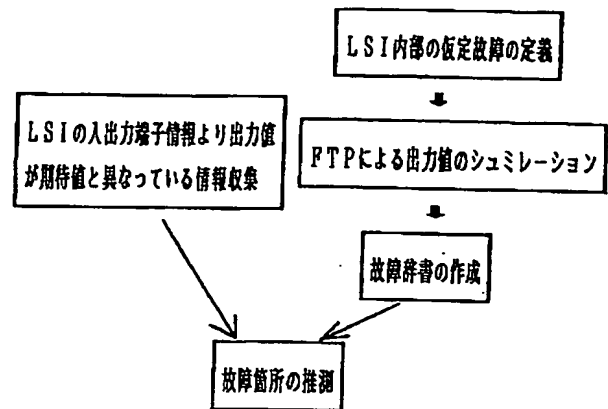 LSI内部の仮定故障の定義
LSIの入出力端子情報より出力値
が期待値と異なっている情報収集
FTPによる出力値のシュミレーション
故障辞書の作成
故障箇所の推測